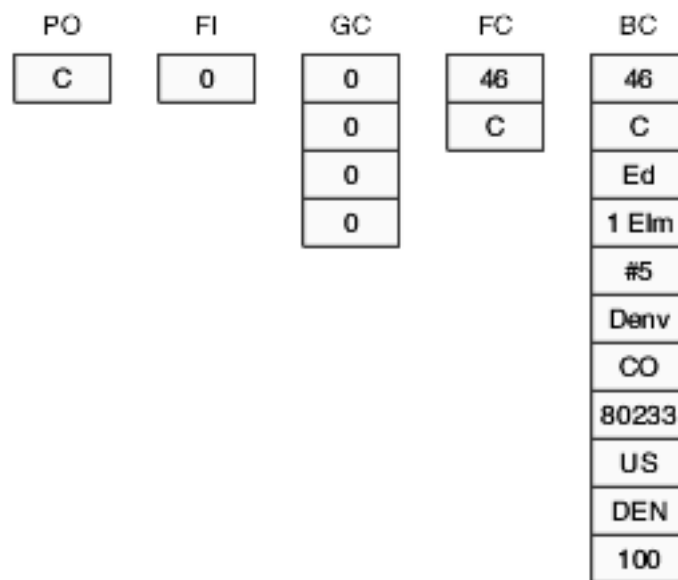 PO FI GC FC BC
C 0 0 46 46
0 C C
0 Ed
0 1 Elm
#5
Denv
CO
80233
US
DEN
100